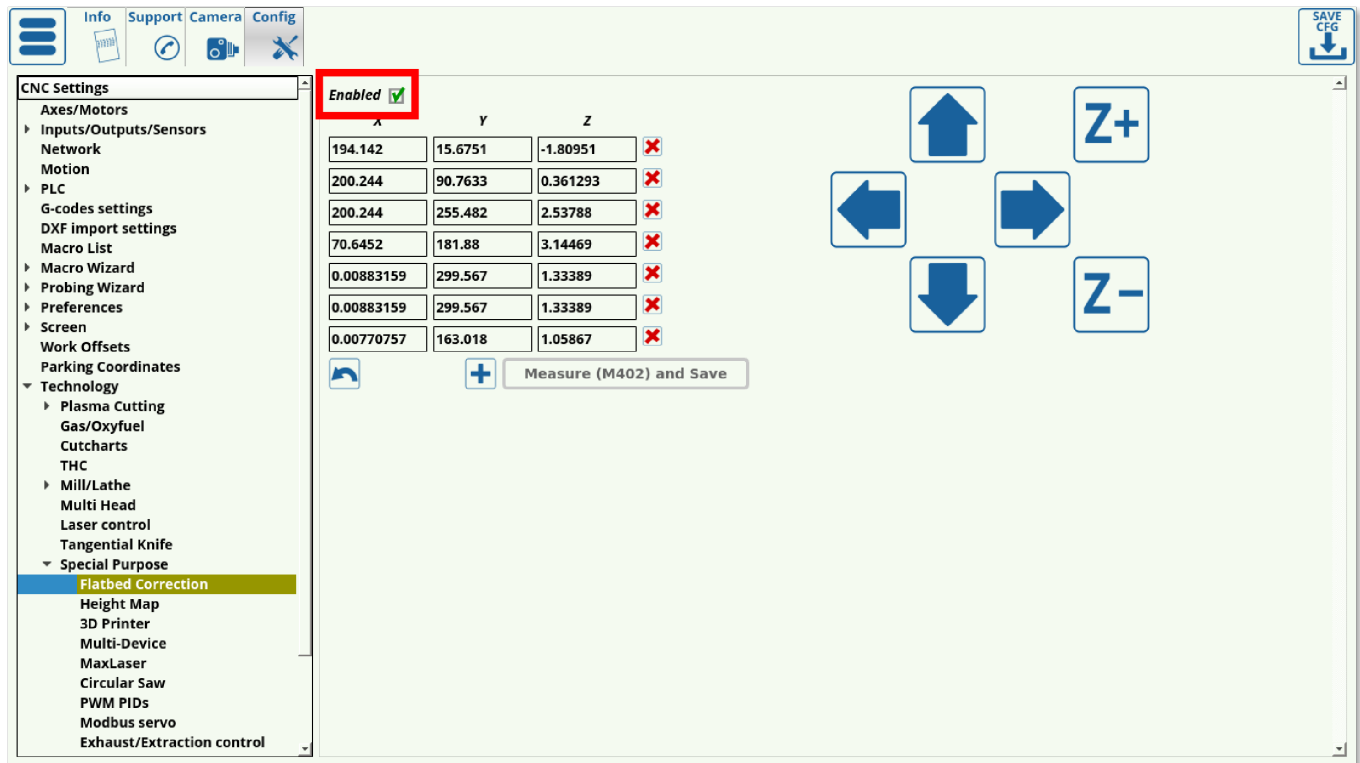 Info Support Camera Config
SAVE
CFG
CNC Settings
Axes/Motors
Inputs/Outputs/Sensors
Network
Motion
PLC
G-codes settings
DXF import settings
Macro List
Macro Wizard
Probing Wizard
Preferences
Screen
Work Offsets
Parking Coordinates
Technology
Plasma Cutting
Gas/Oxyfuel
Cutcharts
THC
Mill/Lathe
Multi Head
Laser control
Tangential Knife
Special Purpose
Flatbed Correction
Height Map
3D Printer
Multi-Device
MaxLaser
Circular Saw
PWM PIDs
Modbus servo
Exhaust/Extraction control
Enabled
X Y Z
194.142 15.6751 -1.80951
200.244 90.7633 0.361293
200.244 255.482 2.53788
70.6452 181.88 3.14469
0.00883159 299.567 1.33389
0.00883159 299.567 1.33389
0.00770757 163.018 1.05867
Measure (M402) and Save
Z+
Z-